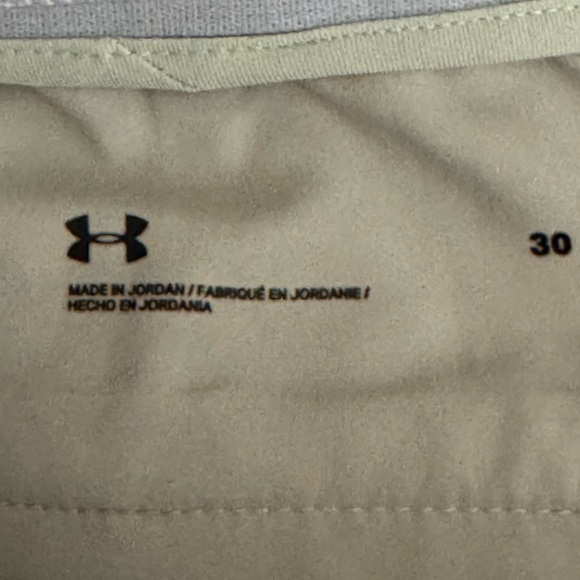 30
MADE IN JORDAN / FABRIQUÉ EN JORDANIE /
HECHO EN JORDANIA